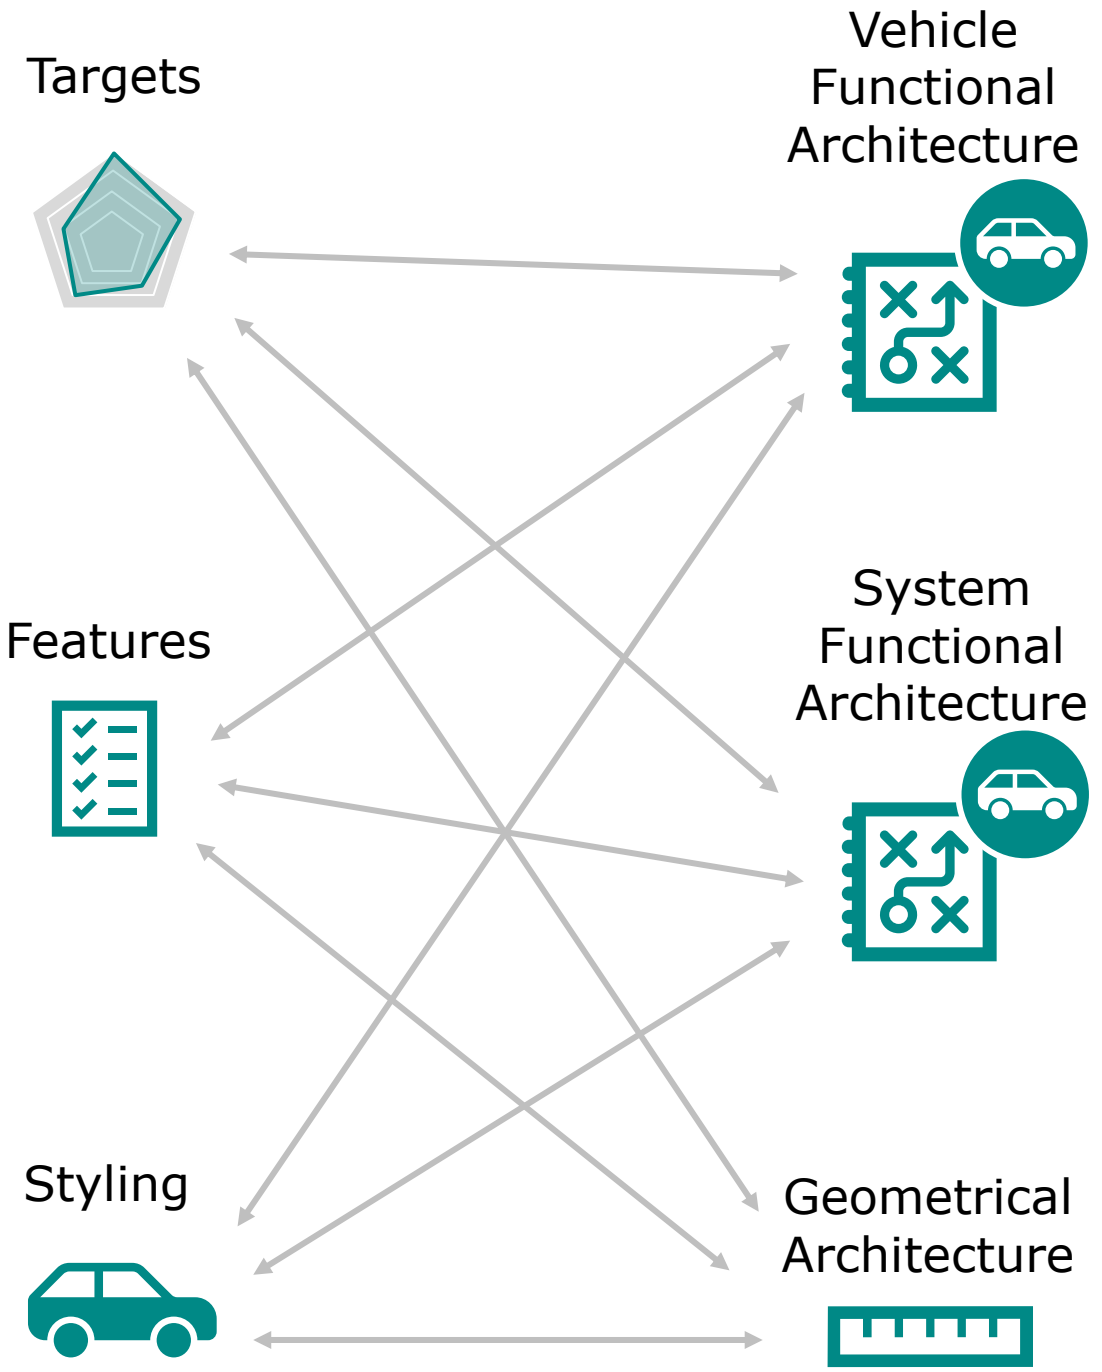 Targets
Vehicle
Functional
Architecture
Features
System
Functional
Architecture
Styling
Geometrical
Architecture